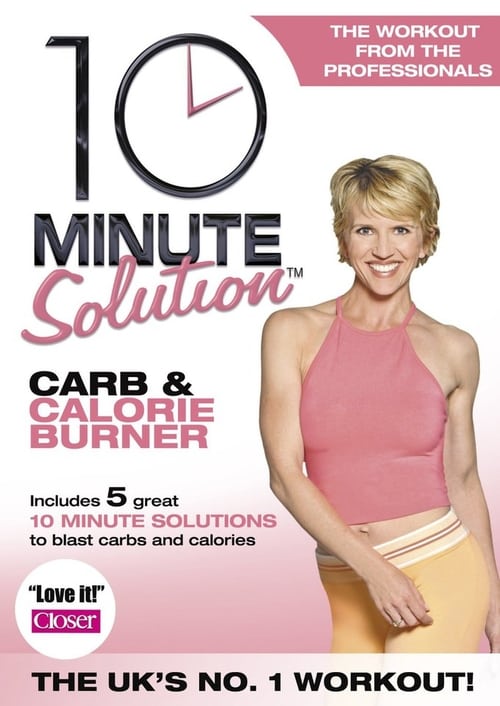 THE WORKOUT
FROM THE
PROFESSIONALS
10
MINUTE
Solution™
CARB &
CALORIE
BURNER
Includes 5 great
10 MINUTE SOLUTIONS
to blast carbs and calories
“Love it!”
Closer
THE UK’S NO. 1 WORKOUT!